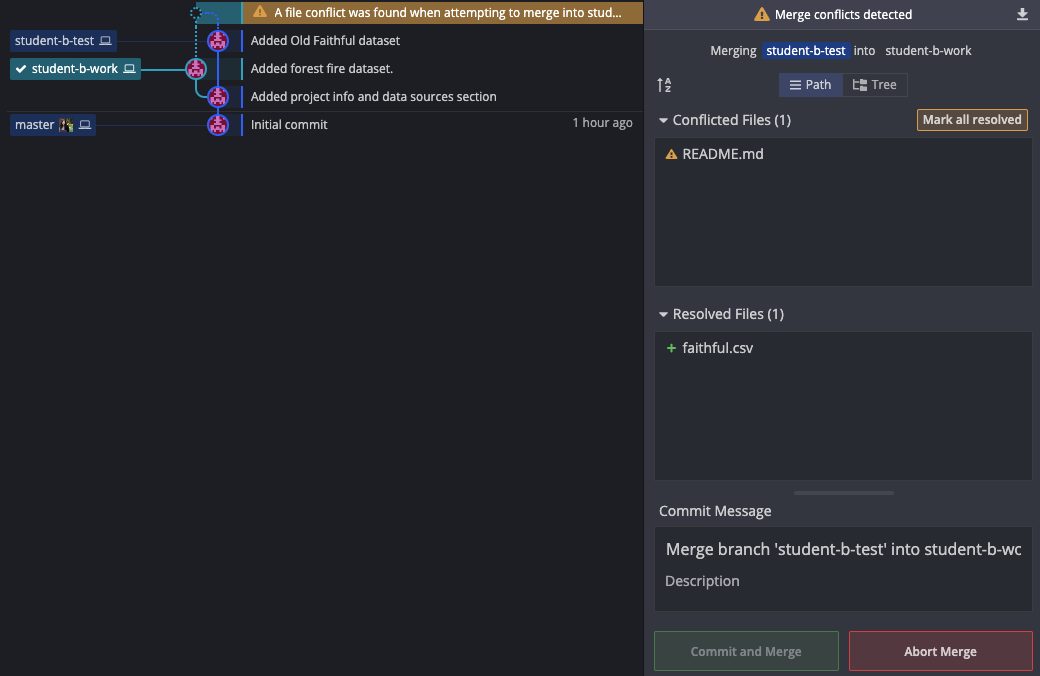 A file conflict was found when attempting to merge into stud...
student-b-test
Added Old Faithful dataset
student-b-work
Added forest fire dataset.
Added project info and data sources section
master
Initial commit
1 hour ago
Merge conflicts detected
Merging student-b-test into student-b-work
A
Z
Path
Tree
Conflicted Files (1)
Mark all resolved
README.md
Resolved Files (1)
faithful.csv
Commit Message
Merge branch 'student-b-test' into student-b-wo
Description
Commit and Merge
Abort Merge